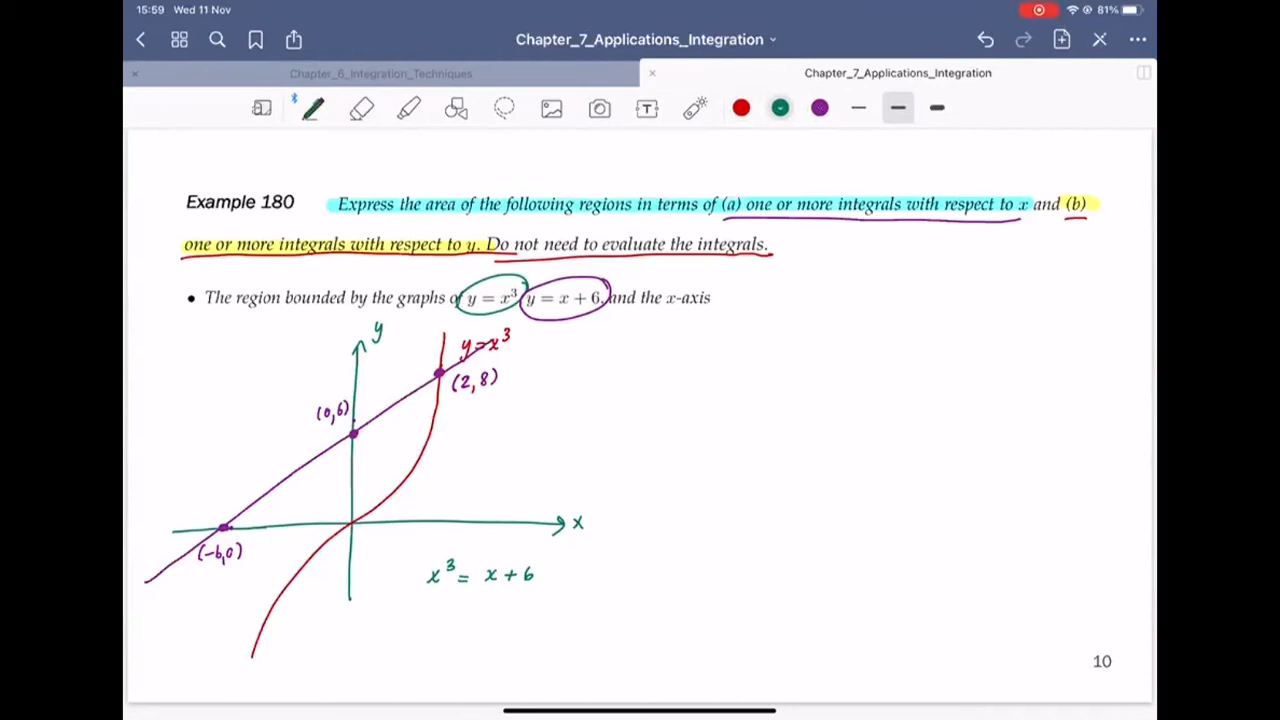 15:59 Wed 11 Nov 81%
Chapter_7_Applications_Integration
Chapter_6_Integration_Techniques Chapter_7_Applications_Integration
Example 180 Express the area of the following regions in terms of (a) one or more integrals with respect to x and (b)
one or more integrals with respect to y. Do not need to evaluate the integrals.
• The region bounded by the graphs of y = x³, y = x + 6, and the x-axis
y
y=x³
(2,8)
(0,6)
x
(-6,0)
x³ = x+6
10